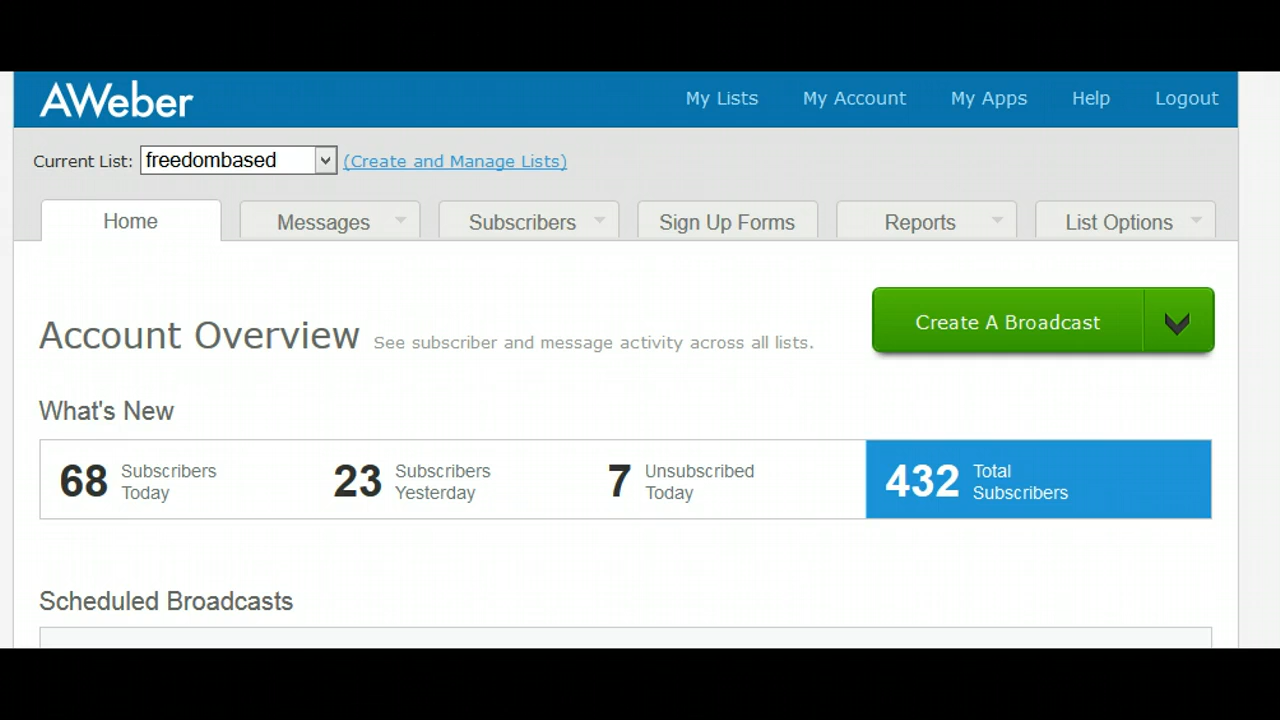 AWeber
My Lists My Account My Apps Help Logout
Current List: freedombased (Create and Manage Lists)
Home Messages Subscribers Sign Up Forms Reports List Options
Account Overview See subscriber and message activity across all lists.
Create A Broadcast
What's New
68 Subscribers Today
23 Subscribers Yesterday
7 Unsubscribed Today
432 Total Subscribers
Scheduled Broadcasts